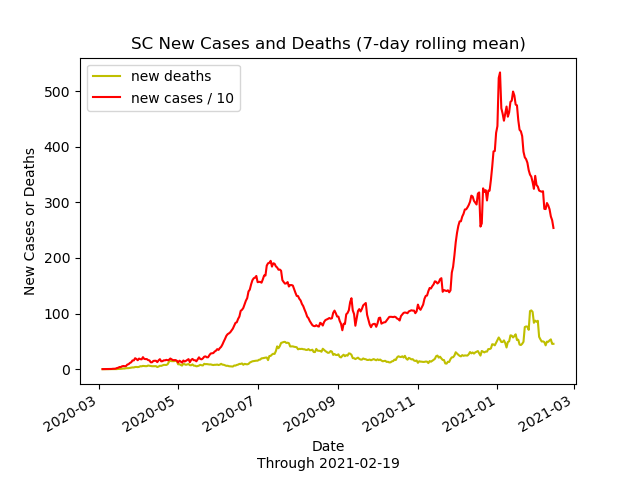 SC New Cases and Deaths (7-day rolling mean)
new deaths
new cases / 10
New Cases or Deaths
500
400
300
200
100
0
2020-03
2020-05
2020-07
2020-09
2020-11
2021-01
2021-03
Date
Through 2021-02-19